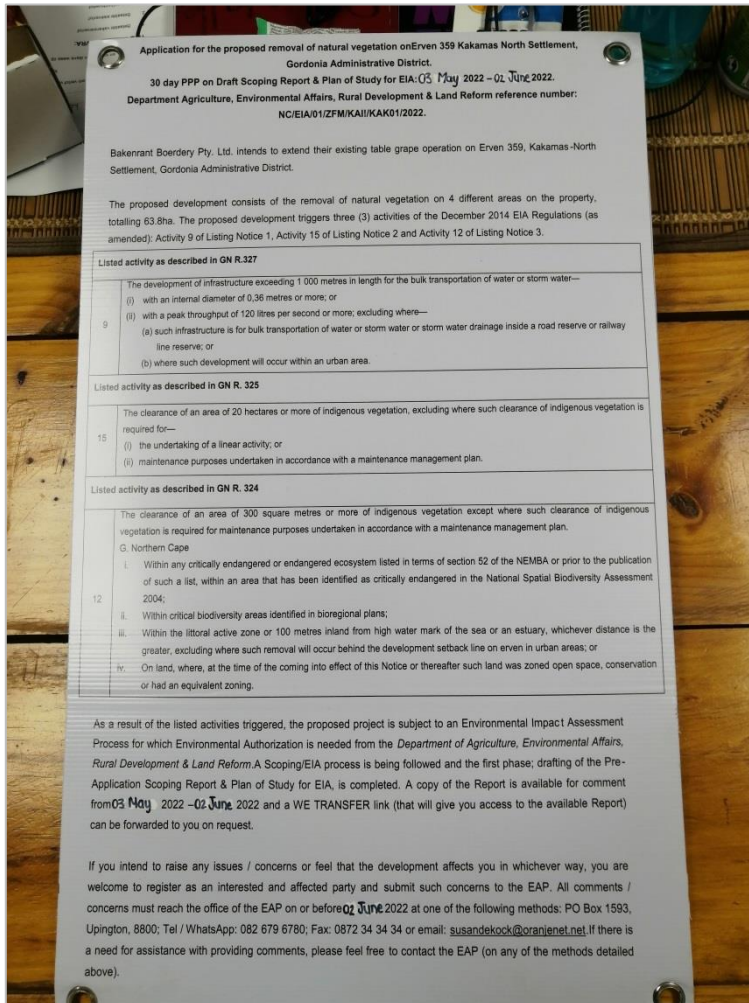 Application for the proposed removal of natural vegetation onErven 359 Kakamas North Settlement,
Gordonia Administrative District.
30 day PPP on Draft Scoping Report & Plan of Study for EIA: 03 May 2022 – 02 June 2022.
Department Agriculture, Environmental Affairs, Rural Development & Land Reform reference number:
NC/EIA/01/ZFM/KAI!/KAK01/2022.
Bakenrant Boerdery Pty. Ltd. intends to extend their existing table grape operation on Erven 359, Kakamas-North
Settlement, Gordonia Administrative District.
The proposed development consists of the removal of natural vegetation on 4 different areas on the property,
totalling 63.8ha. The proposed development triggers three (3) activities of the December 2014 EIA Regulations (as
amended): Activity 9 of Listing Notice 1, Activity 15 of Listing Notice 2 and Activity 12 of Listing Notice 3.
Listed activity as described in GN R.327
The development of infrastructure exceeding 1 000 metres in length for the bulk transportation of water or storm water—
(i) with an internal diameter of 0,36 metres or more; or
(ii) with a peak throughput of 120 litres per second or more; excluding where—
9
(a) such infrastructure is for bulk transportation of water or storm water or storm water drainage inside a road reserve or railway
line reserve; or
(b) where such development will occur within an urban area.
Listed activity as described in GN R. 325
The clearance of an area of 20 hectares or more of indigenous vegetation, excluding where such clearance of indigenous vegetation is
15 required for—
(i) the undertaking of a linear activity; or
(ii) maintenance purposes undertaken in accordance with a maintenance management plan.
Listed activity as described in GN R. 324
The clearance of an area of 300 square metres or more of indigenous vegetation except where such clearance of indigenous
vegetation is required for maintenance purposes undertaken in accordance with a maintenance management plan.
G. Northern Cape
i. Within any critically endangered or endangered ecosystem listed in terms of section 52 of the NEMBA or prior to the publication
of such a list, within an area that has been identified as critically endangered in the National Spatial Biodiversity Assessment
12 2004;
ii. Within critical biodiversity areas identified in bioregional plans;
iii. Within the littoral active zone or 100 metres inland from high water mark of the sea or an estuary, whichever distance is the
greater, excluding where such removal will occur behind the development setback line on erven in urban areas; or
iv. On land, where, at the time of the coming into effect of this Notice or thereafter such land was zoned open space, conservation
or had an equivalent zoning.
As a result of the listed activities triggered, the proposed project is subject to an Environmental Impact Assessment
Process for which Environmental Authorization is needed from the Department of Agriculture, Environmental Affairs,
Rural Development & Land Reform.A Scoping/EIA process is being followed and the first phase; drafting of the Pre-
Application Scoping Report & Plan of Study for EIA, is completed. A copy of the Report is available for comment
from 03 May 2022 – 02 June 2022 and a WE TRANSFER link (that will give you access to the available Report)
can be forwarded to you on request.
If you intend to raise any issues / concerns or feel that the development affects you in whichever way, you are
welcome to register as an interested and affected party and submit such concerns to the EAP. All comments /
concerns must reach the office of the EAP on or before 02 June 2022 at one of the following methods: PO Box 1593,
Upington, 8800; Tel / WhatsApp: 082 679 6780; Fax: 0872 34 34 34 or email: susandekock@oranjenet.net.If there is
a need for assistance with providing comments, please feel free to contact the EAP (on any of the methods detailed
above).